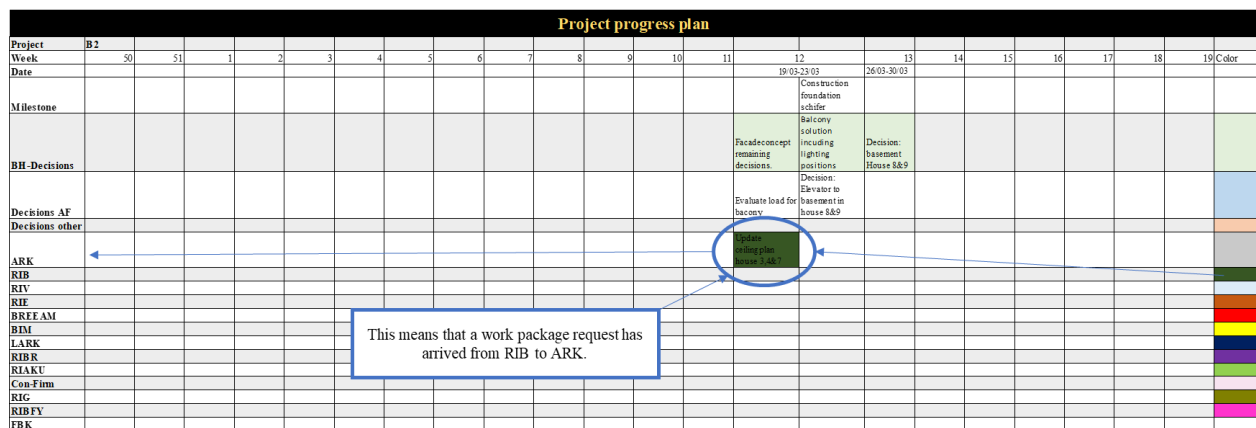 Project progress plan
Project B2
Week 50 51 1 2 3 4 5 6 7 8 9 10 11 12 13 14 15 16 17 18 19 Color
Date 19/03-23/03 26/03-30/03
Milestone
Construction
foundation
schifer
BH-Decisions
Facadeconcept
remaining
decisions.
Balcony
solution
incuding
lighting
positions
Decision:
basement
House 8&9
Decisions AF
Evaluate load for
bacony
Decision:
Elevator to
basement in
house 8&9
Decisions other
ARK
Update
ceiling plan
house 3,4&7
RIB
RIV
RIE
BREEAM
BIM
LARK
RIBR
RIAKU
Con-Firm
RIG
RIBFY
FBK
This means that a work package request has
arrived from RIB to ARK.